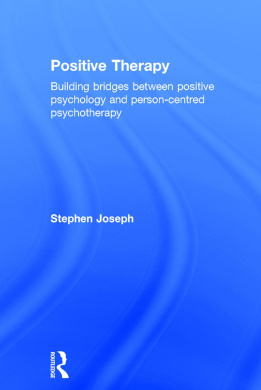 Positive Therapy
Building bridges between positive
psychology and person-centred
psychotherapy
Stephen Joseph
ROUTLEDGE